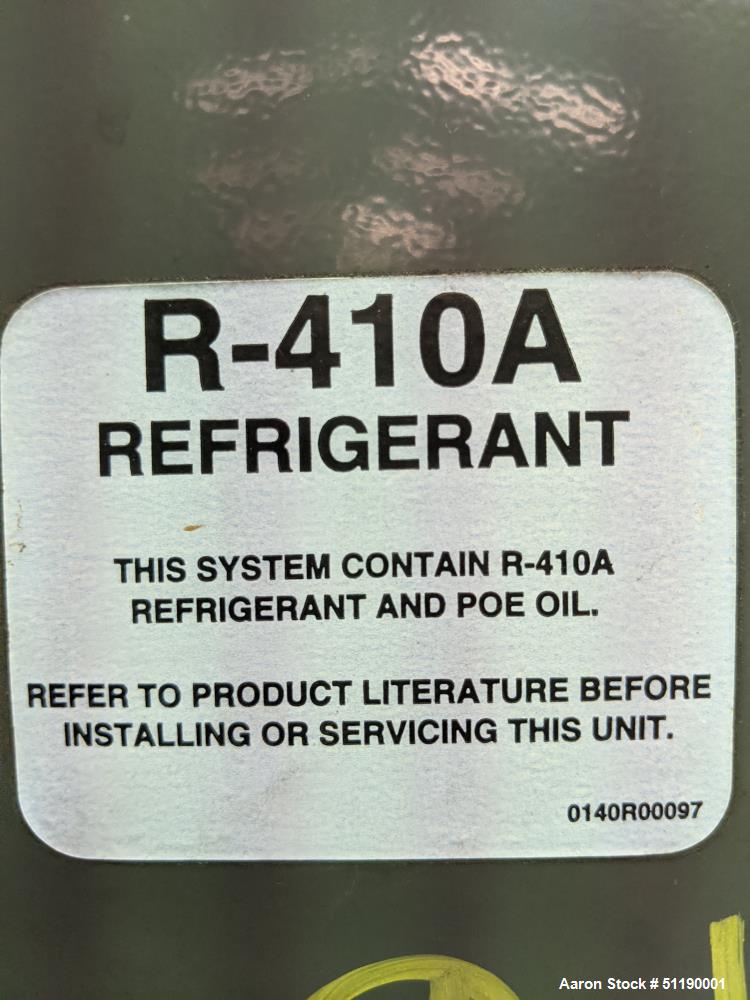 R-410A
REFRIGERANT
THIS SYSTEM CONTAIN R-410A
REFRIGERANT AND POE OIL.
REFER TO PRODUCT LITERATURE BEFORE
INSTALLING OR SERVICING THIS UNIT.
0140R00097
Aaron Stock # 51190001